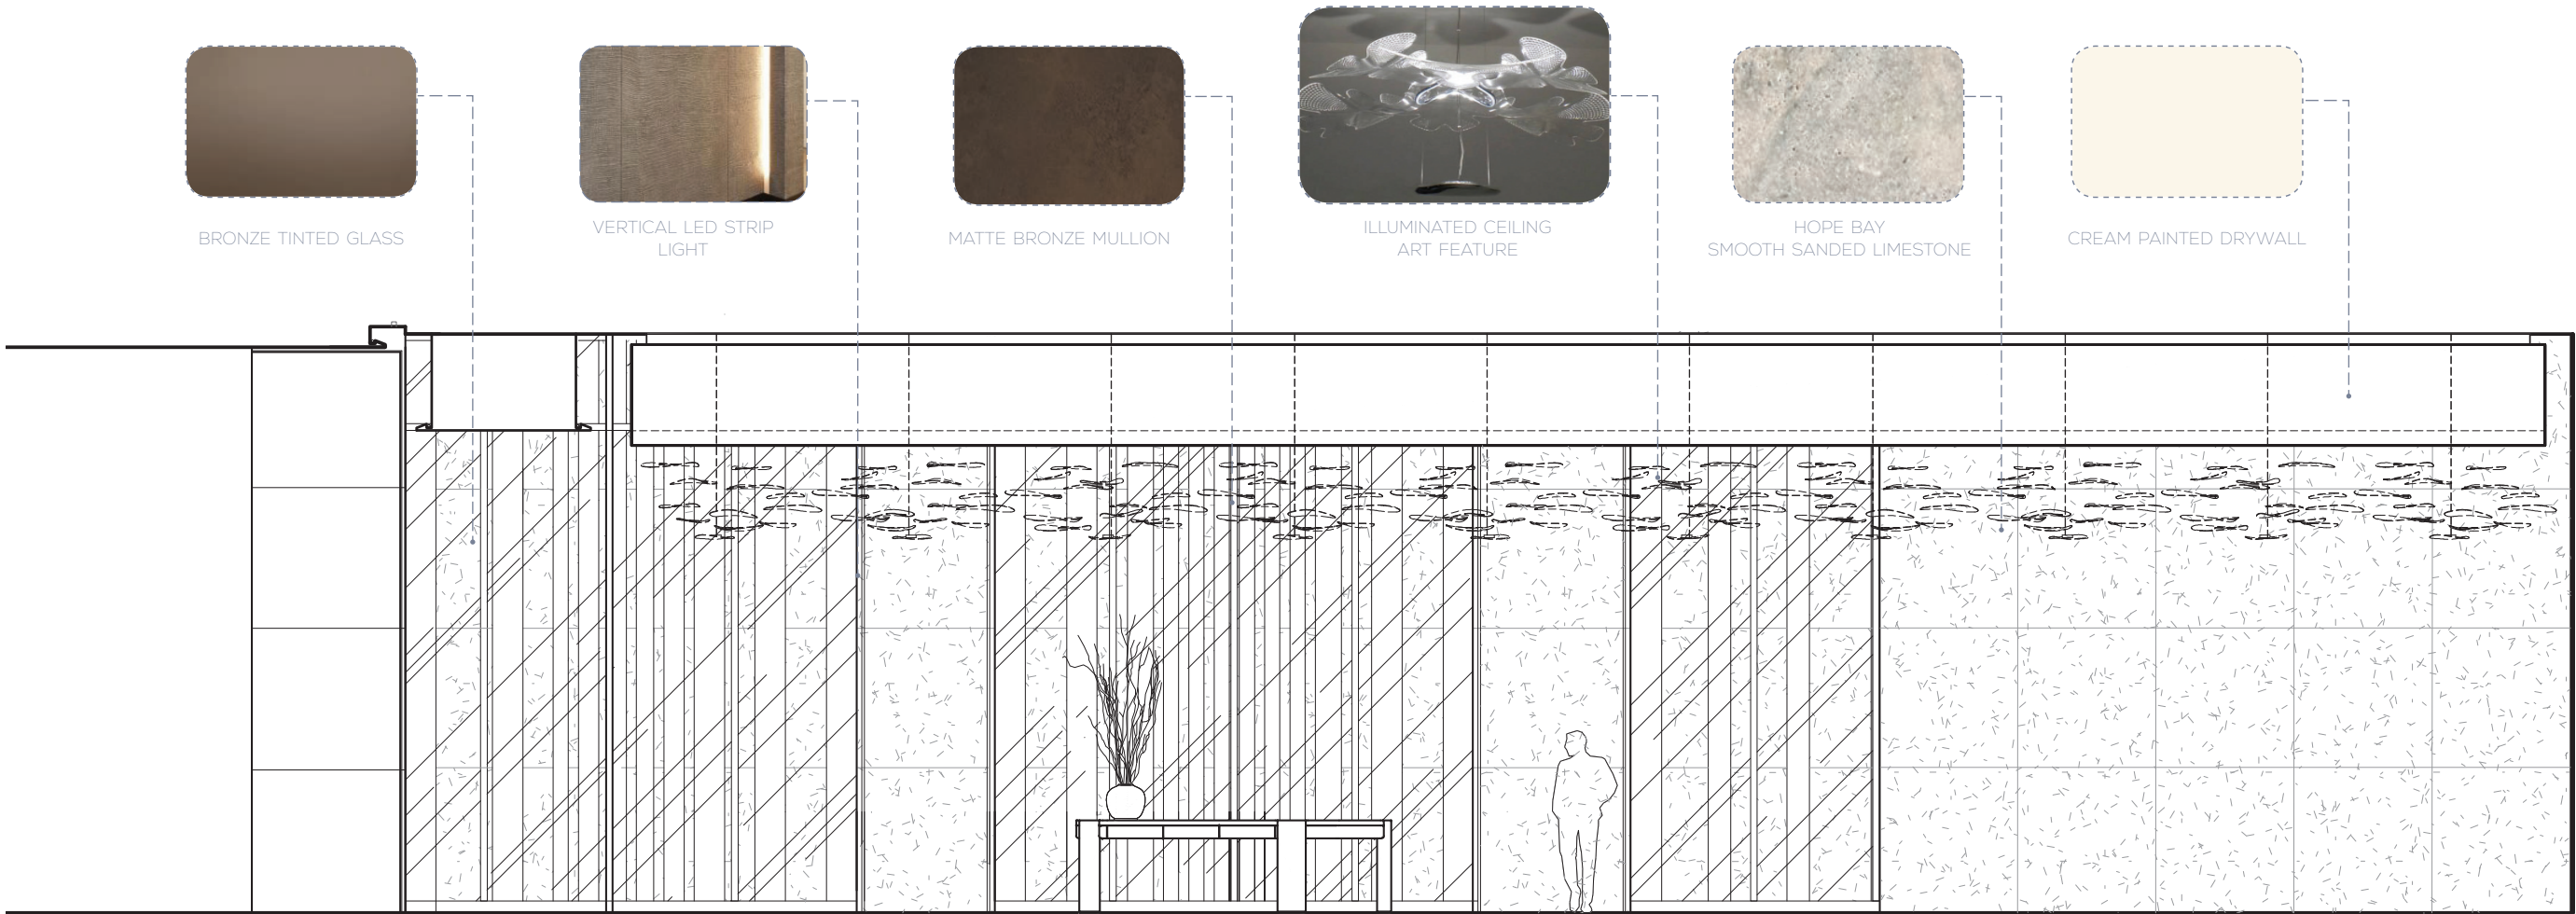 BRONZE TINTED GLASS
VERTICAL LED STRIP
LIGHT
MATTE BRONZE MULLION
ILLUMINATED CEILING
ART FEATURE
HOPE BAY
SMOOTH SANDED LIMESTONE
CREAM PAINTED DRYWALL